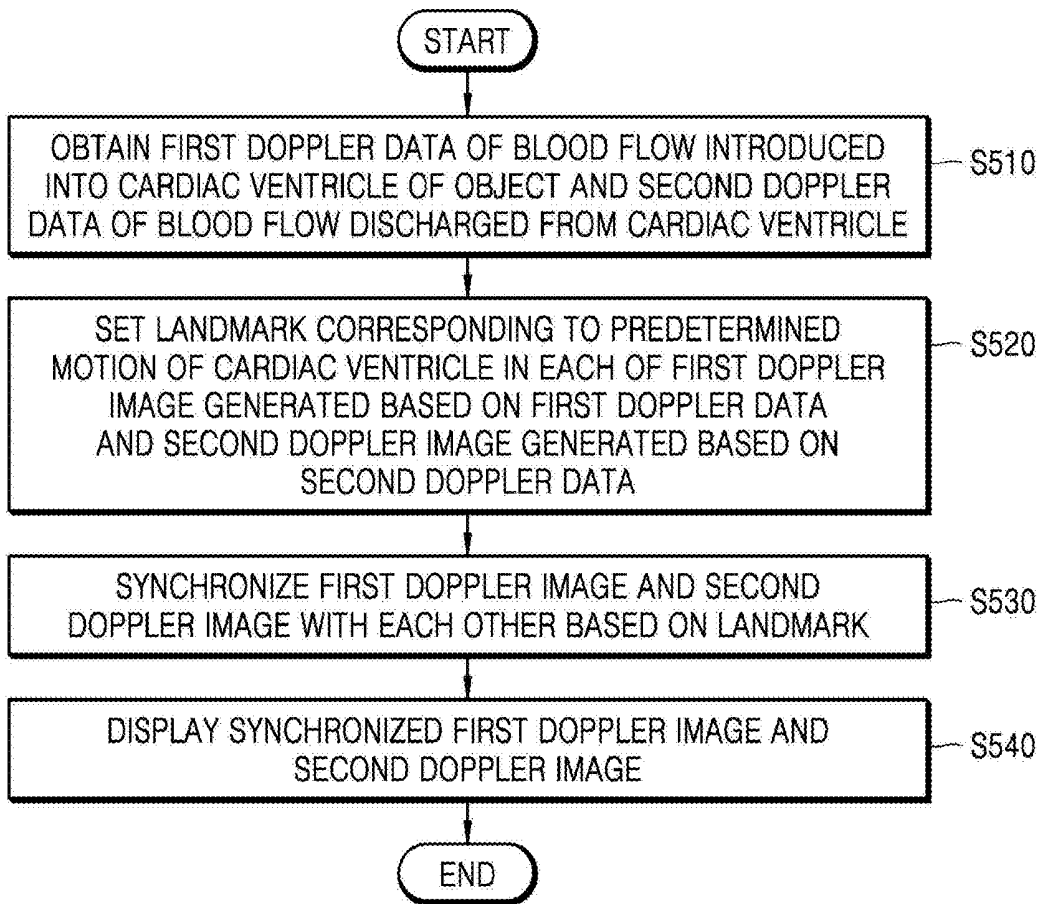 START
OBTAIN FIRST DOPPLER DATA OF BLOOD FLOW INTRODUCED
INTO CARDIAC VENTRICLE OF OBJECT AND SECOND DOPPLER
DATA OF BLOOD FLOW DISCHARGED FROM CARDIAC VENTRICLE
S510
SET LANDMARK CORRESPONDING TO PREDETERMINED
MOTION OF CARDIAC VENTRICLE IN EACH OF FIRST DOPPLER
IMAGE GENERATED BASED ON FIRST DOPPLER DATA
AND SECOND DOPPLER IMAGE GENERATED BASED ON
SECOND DOPPLER DATA
S520
SYNCHRONIZE FIRST DOPPLER IMAGE AND SECOND
DOPPLER IMAGE WITH EACH OTHER BASED ON LANDMARK
S530
DISPLAY SYNCHRONIZED FIRST DOPPLER IMAGE AND
SECOND DOPPLER IMAGE
S540
END